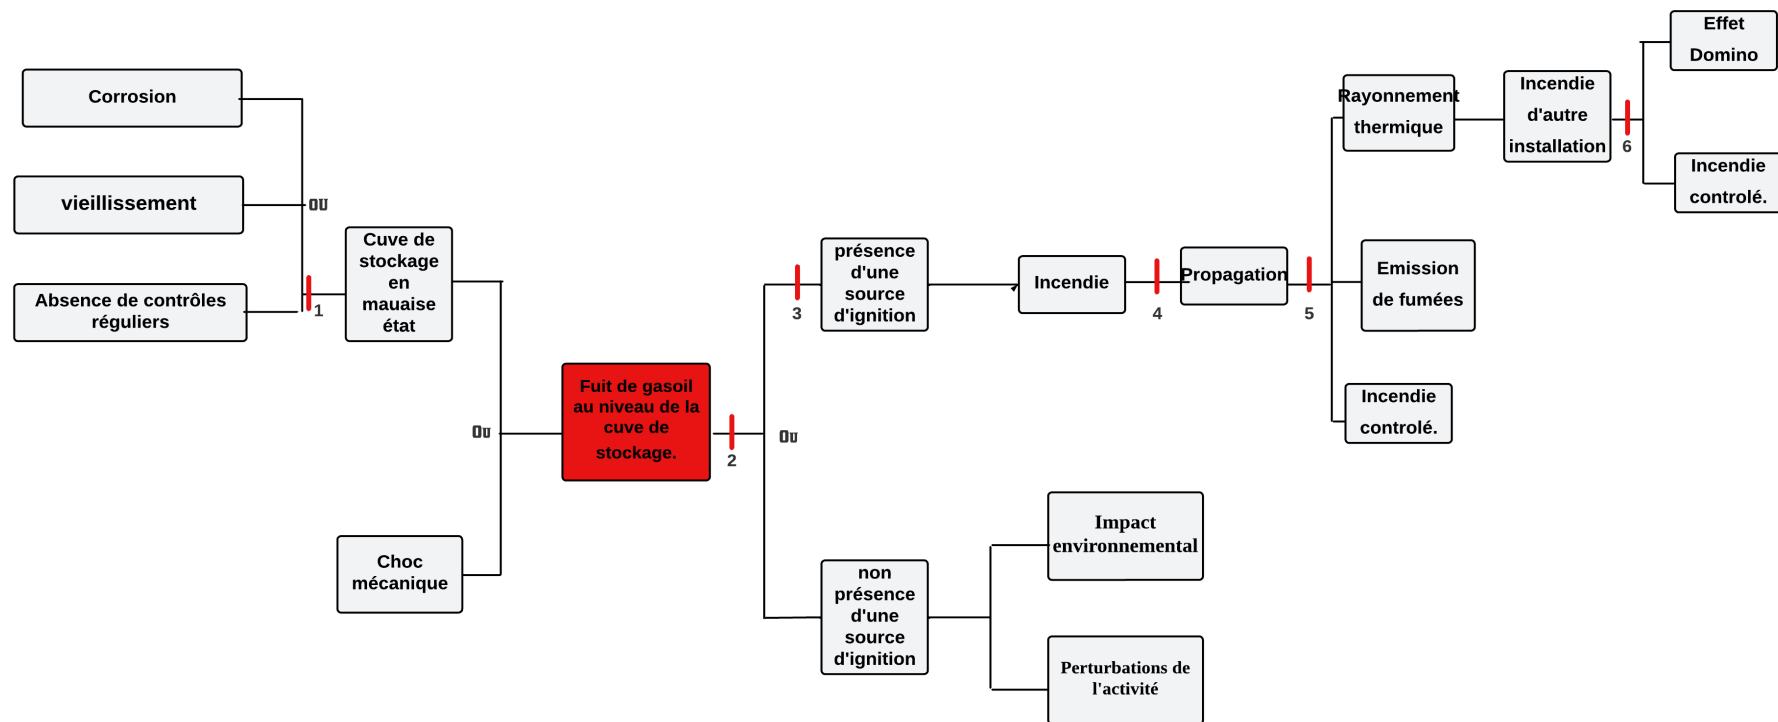 Corrosion
vieillissement
Absence de contrôles
réguliers
OU
1
Cuve de
stockage
en
mauaise
état
Choc
mécanique
Ou
Fuit de gasoil
au niveau de la
cuve de
stockage.
2
Ou
3
présence
d'une
source
d'ignition
Incendie
4
Propagation
5
Rayonnement
thermique
Incendie
d'autre
installation
6
Effet
Domino
Incendie
controlé.
Emission
de fumées
Incendie
controlé.
non
présence
d'une
source
d'ignition
Impact
environnemental
Perturbations de
l'activité